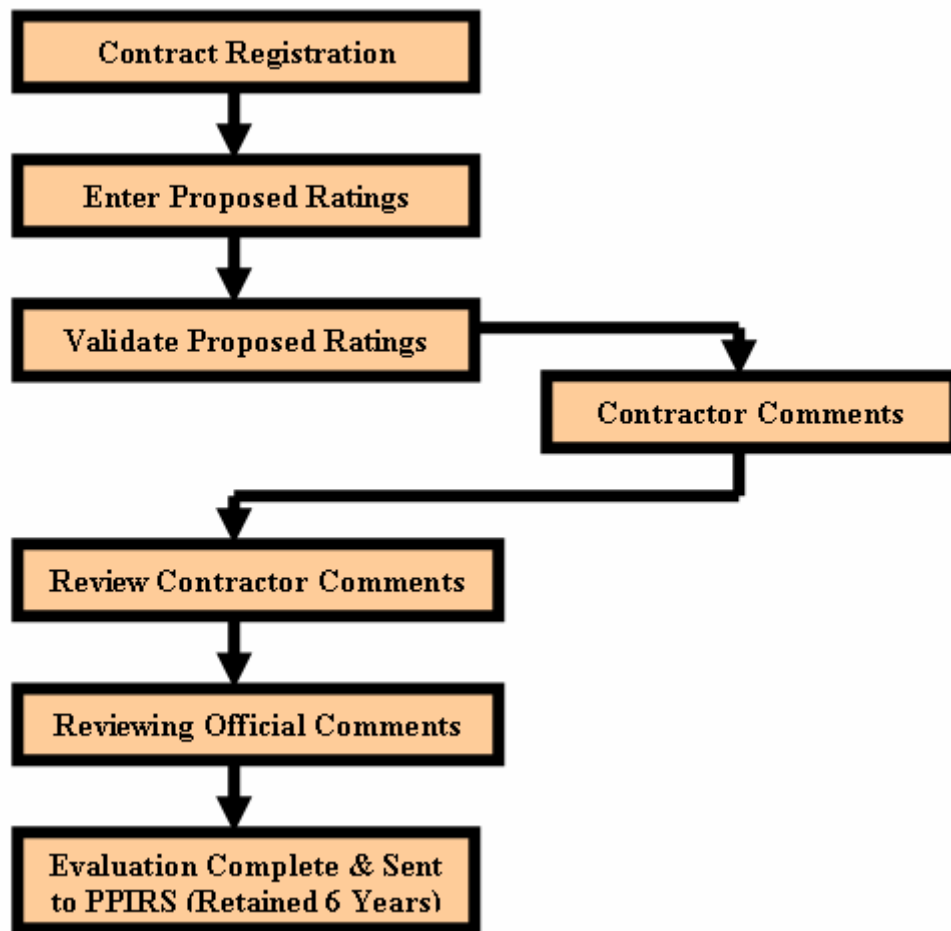 Contract Registration
Enter Proposed Ratings
Validate Proposed Ratings
Contractor Comments
Review Contractor Comments
Reviewing Official Comments
Evaluation Complete & Sent
to PPIRS (Retained 6 Years)